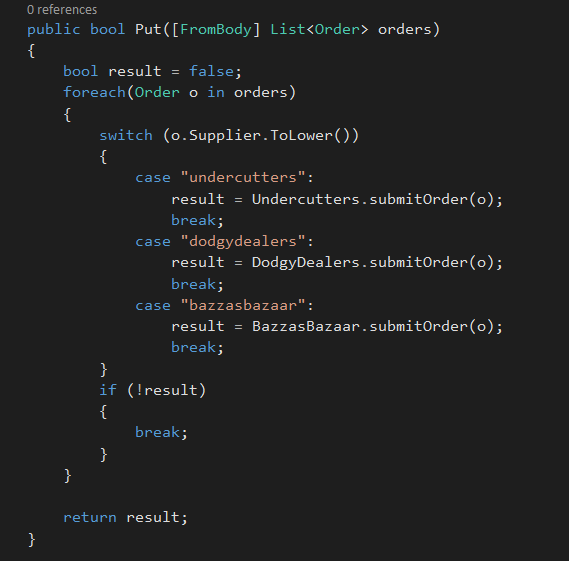 0 references
public bool Put([FromBody] List<Order> orders)
{
    bool result = false;
    foreach(Order o in orders)
    {
        switch (o.Supplier.ToLower())
        {
            case "undercutters":
                result = Undercutters.submitOrder(o);
                break;
            case "dodgydealers":
                result = DodgyDealers.submitOrder(o);
                break;
            case "bazzasbazaar":
                result = BazzasBazaar.submitOrder(o);
                break;
        }
        if (!result)
        {
            break;
        }
    }

    return result;
}